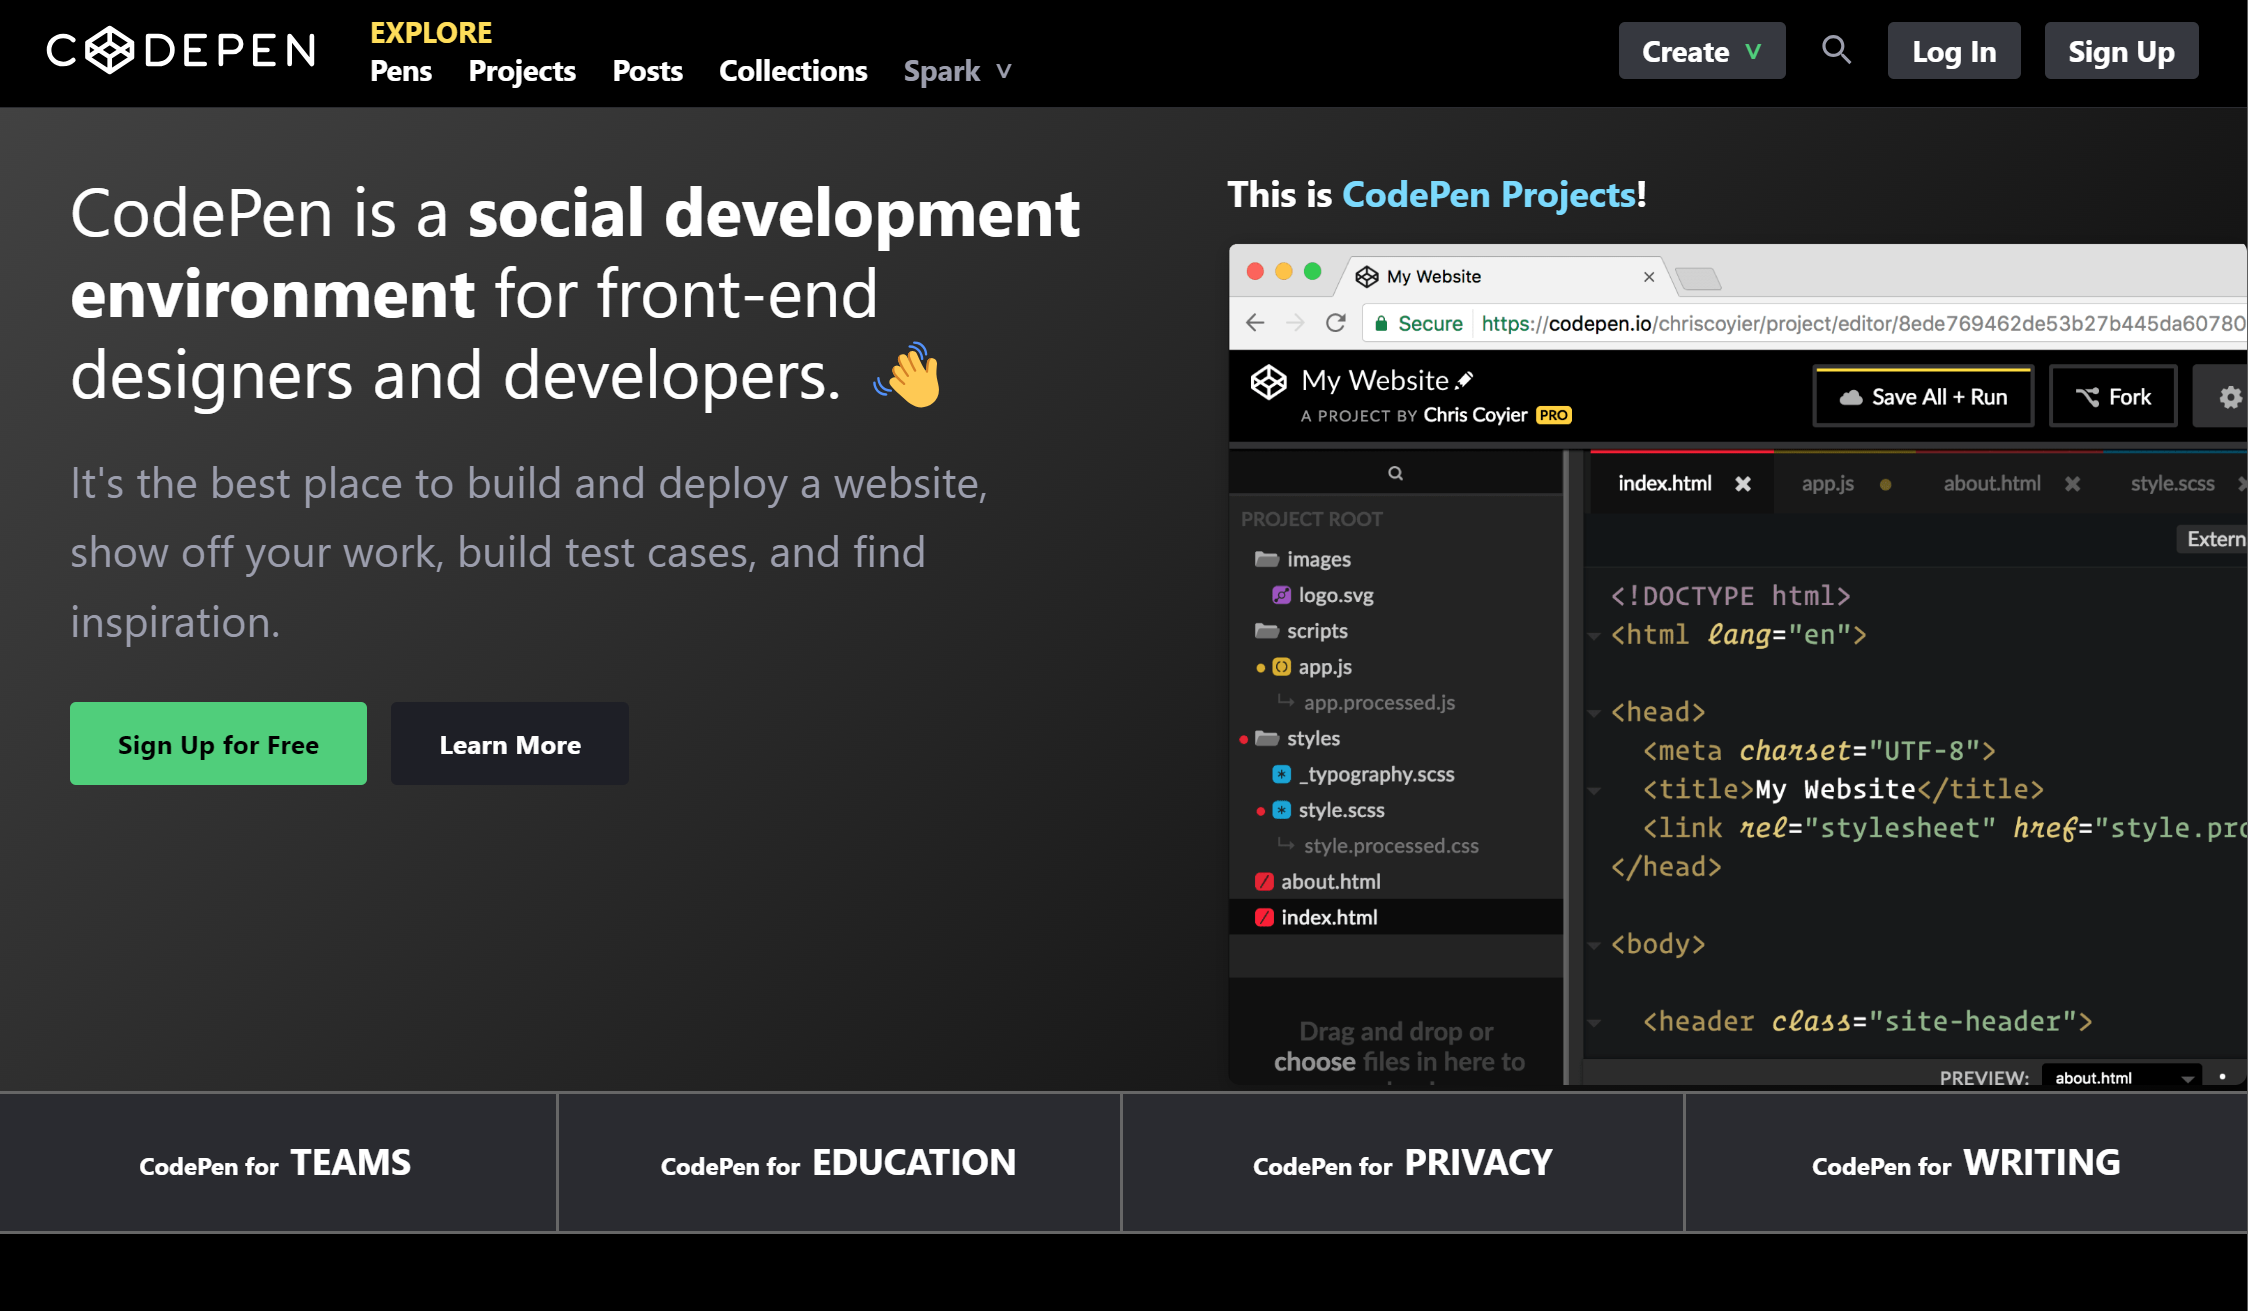 CODEPEN
EXPLORE
Pens Projects Posts Collections Spark
Create
Log In
Sign Up
CodePen is a social development
environment for front-end
designers and developers. 👋
It's the best place to build and deploy a website,
show off your work, build test cases, and find
inspiration.
Sign Up for Free
Learn More
This is CodePen Projects!
My Website
Secure https://codepen.io/chriscoyier/project/editor/8ede769462de53b27b445da60780
My Website
A PROJECT BY Chris Coyier PRO
Save All + Run
Fork
PROJECT ROOT
images
logo.svg
scripts
app.js
app.processed.js
styles
_typography.scss
style.scss
style.processed.css
about.html
index.html
Drag and drop or
choose files in here to
index.html app.js about.html style.scss
Extern
<!DOCTYPE html>
<html lang="en">
<head>
<meta charset="UTF-8">
<title>My Website</title>
<link rel="stylesheet" href="style.pro
</head>
<body>
<header class="site-header">
PREVIEW: about.html
CodePen for TEAMS
CodePen for EDUCATION
CodePen for PRIVACY
CodePen for WRITING